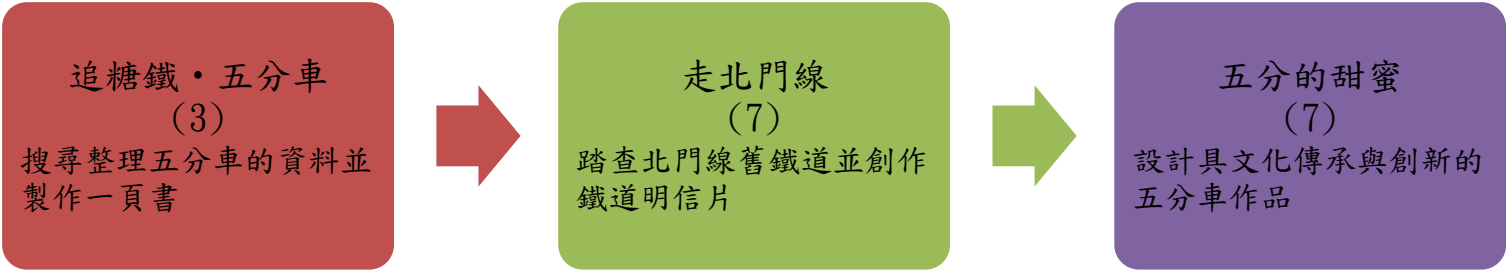 追糖鐵・五分車
(3)
搜尋整理五分車的資料並
製作一頁書
走北門線
(7)
踏查北門線舊鐵道並創作
鐵道明信片
五分的甜蜜
(7)
設計具文化傳承與創新的
五分車作品